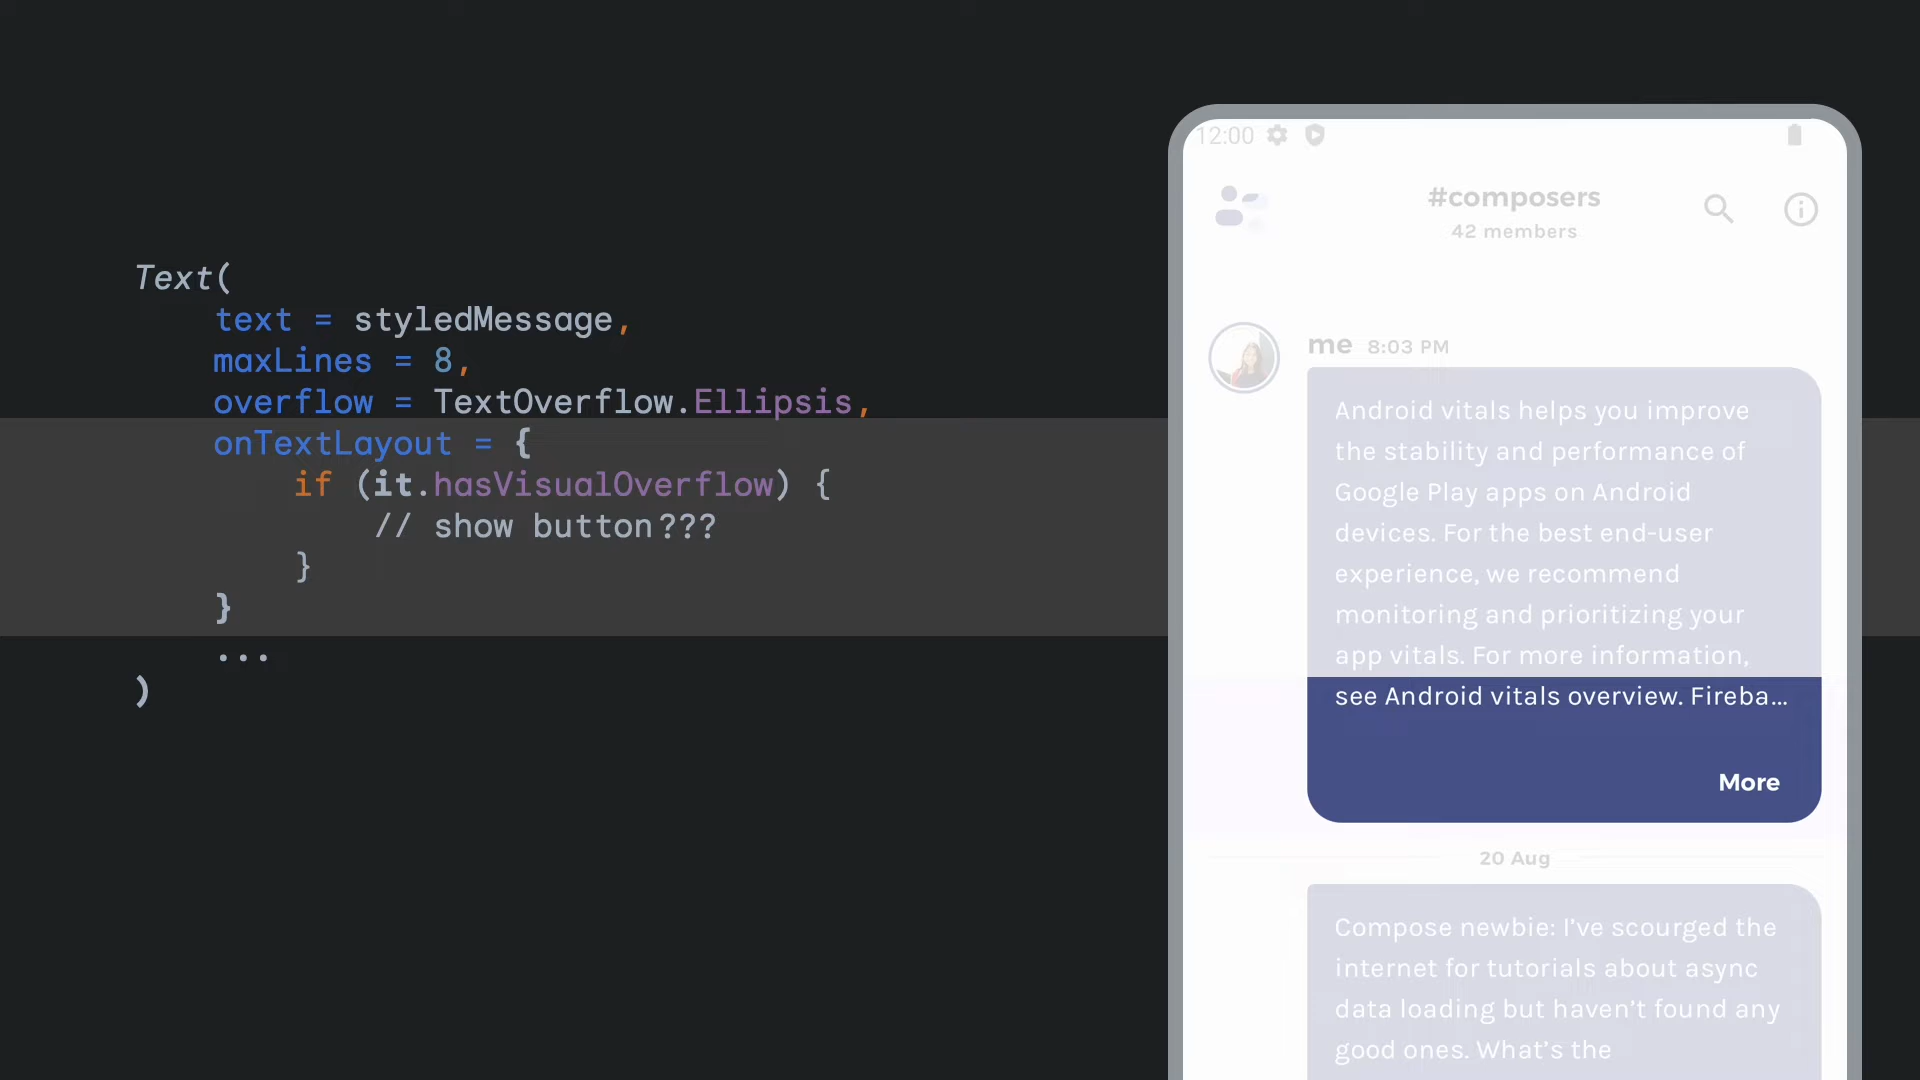 Text(
text = styledMessage,
maxLines = 8,
overflow = TextOverflow.Ellipsis,
onTextLayout = {
if (it.hasVisualOverflow) {
// show button???
}
}
...
)
12:00
#composers
42 members
me 8:03 PM
Android vitals helps you improve
the stability and performance of
Google Play apps on Android
devices. For the best end-user
experience, we recommend
monitoring and prioritizing your
app vitals. For more information,
see Android vitals overview. Fireba...
More
20 Aug
Compose newbie: I've scourged the
internet for tutorials about async
data loading but haven't found any
good ones. What's the